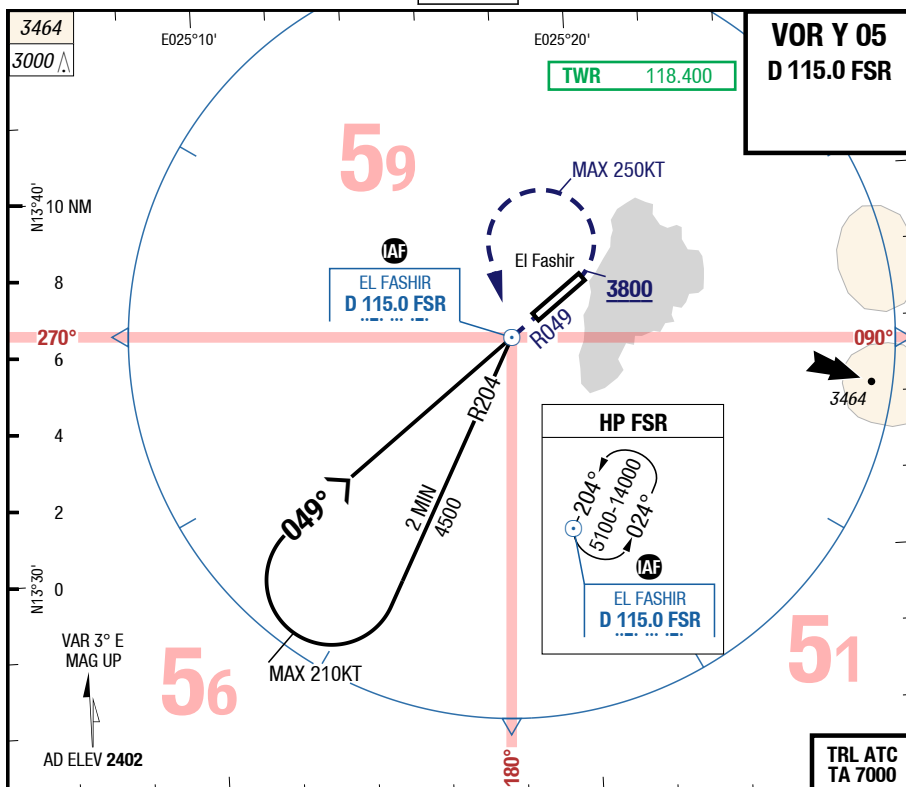 3464
3000
E025°10'
E025°20'
VOR Y 05
D 115.0 FSR
TWR 118.400
59
MAX 250KT
N13°40'
10 NM
IAF
EL FASHIR
D 115.0 FSR
El Fashir
8
3800
R049
270°
090°
6
R204
3464
4
HP FSR
204°
5100-14000
024°
049°
2 MIN
4500
2
IAF
EL FASHIR
D 115.0 FSR
N13°30'
0
VAR 3° E
MAG UP
56
MAX 210KT
51
AD ELEV 2402
180°
TRL ATC
TA 7000